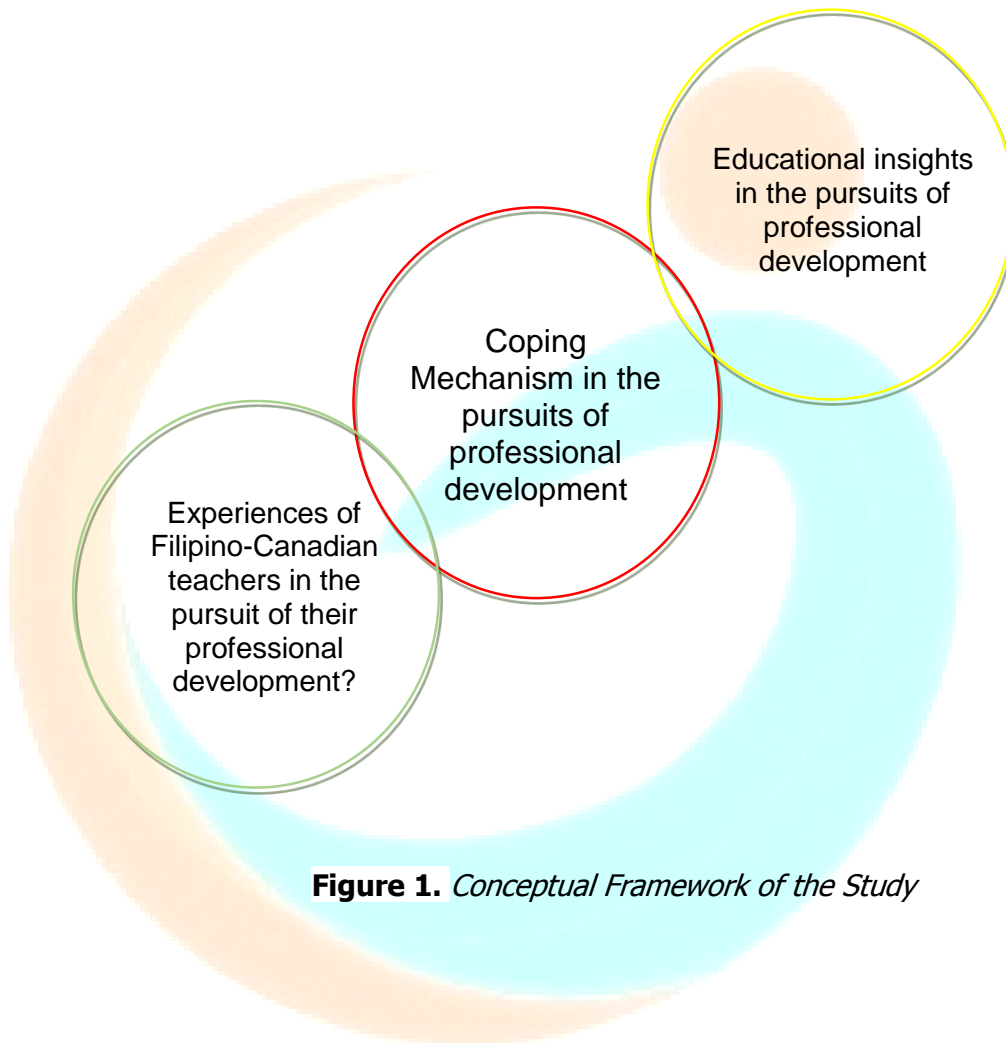 Educational insights
in the pursuits of
professional
development
Coping
Mechanism in the
pursuits of
professional
development
Experiences of
Filipino-Canadian
teachers in the
pursuit of their
professional
development?
Figure 1. Conceptual Framework of the Study